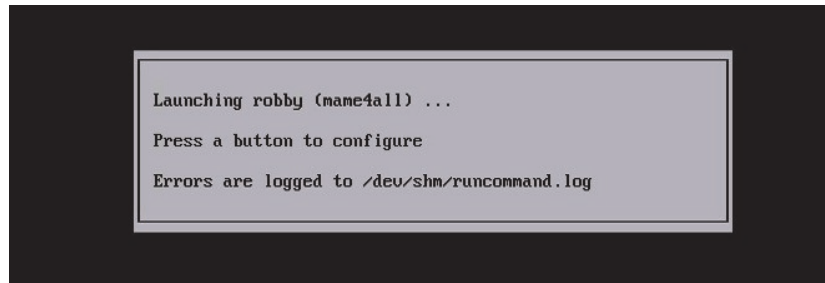 Launching robby (mame4all) ...
Press a button to configure
Errors are logged to /dev/shm/runcommand.log